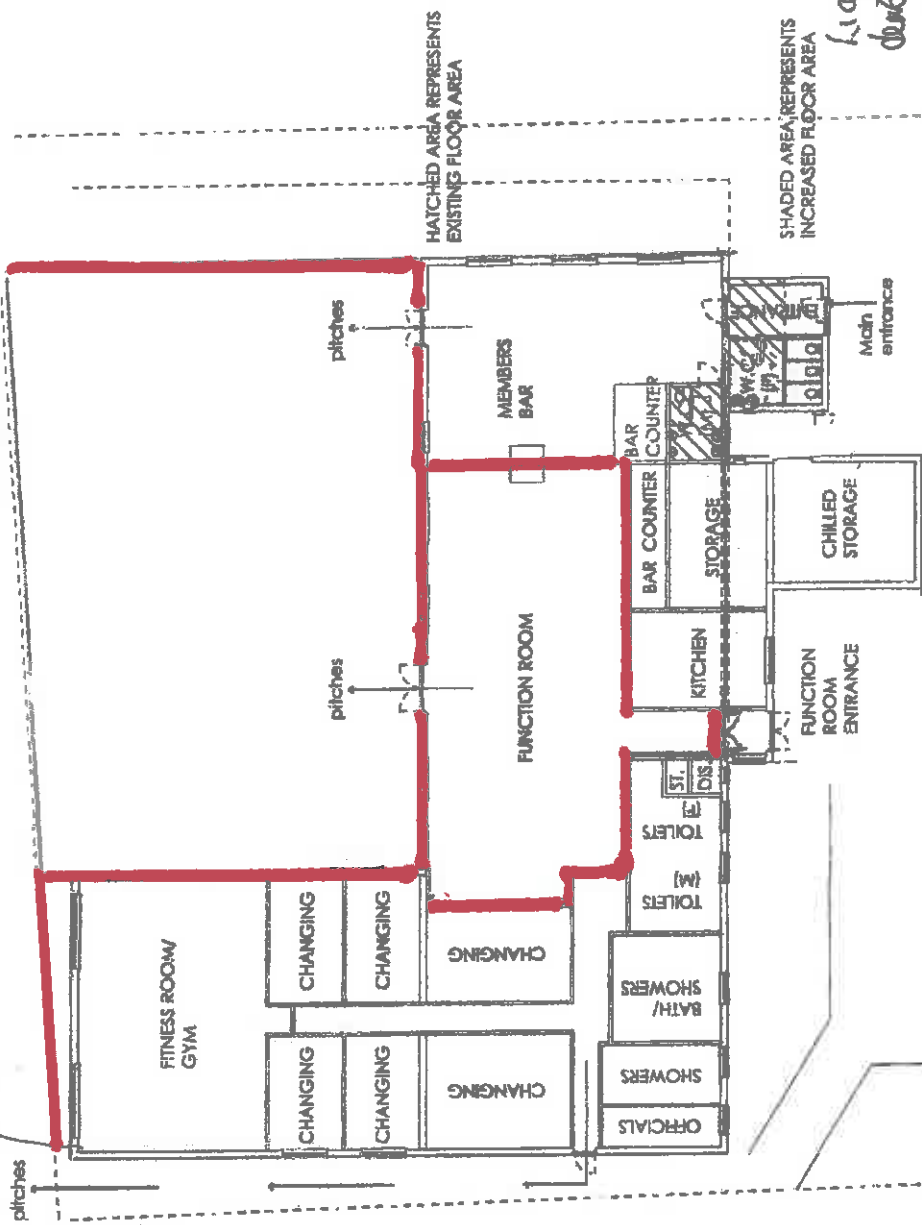 HATCHED AREA REPRESENTS
EXISTING FLOOR AREA
SHADED AREA REPRESENTS
INCREASED FLOOR AREA
pitches
pitches
pitches
MEMBERS
BAR
BAR
COUNTER
BAR COUNTER
ENTRANCE
W.C.
(F)
Main
entrance
STORAGE
CHILLED
STORAGE
KITCHEN
FUNCTION ROOM
FUNCTION
ROOM
ENTRANCE
ST.
DIS.
TOILETS
(F)
TOILETS
(M)
FITNESS ROOM/
GYM
CHANGING
CHANGING
CHANGING
CHANGING
CHANGING
CHANGING
BATH/
SHOWERS
SHOWERS
OFFICIALS